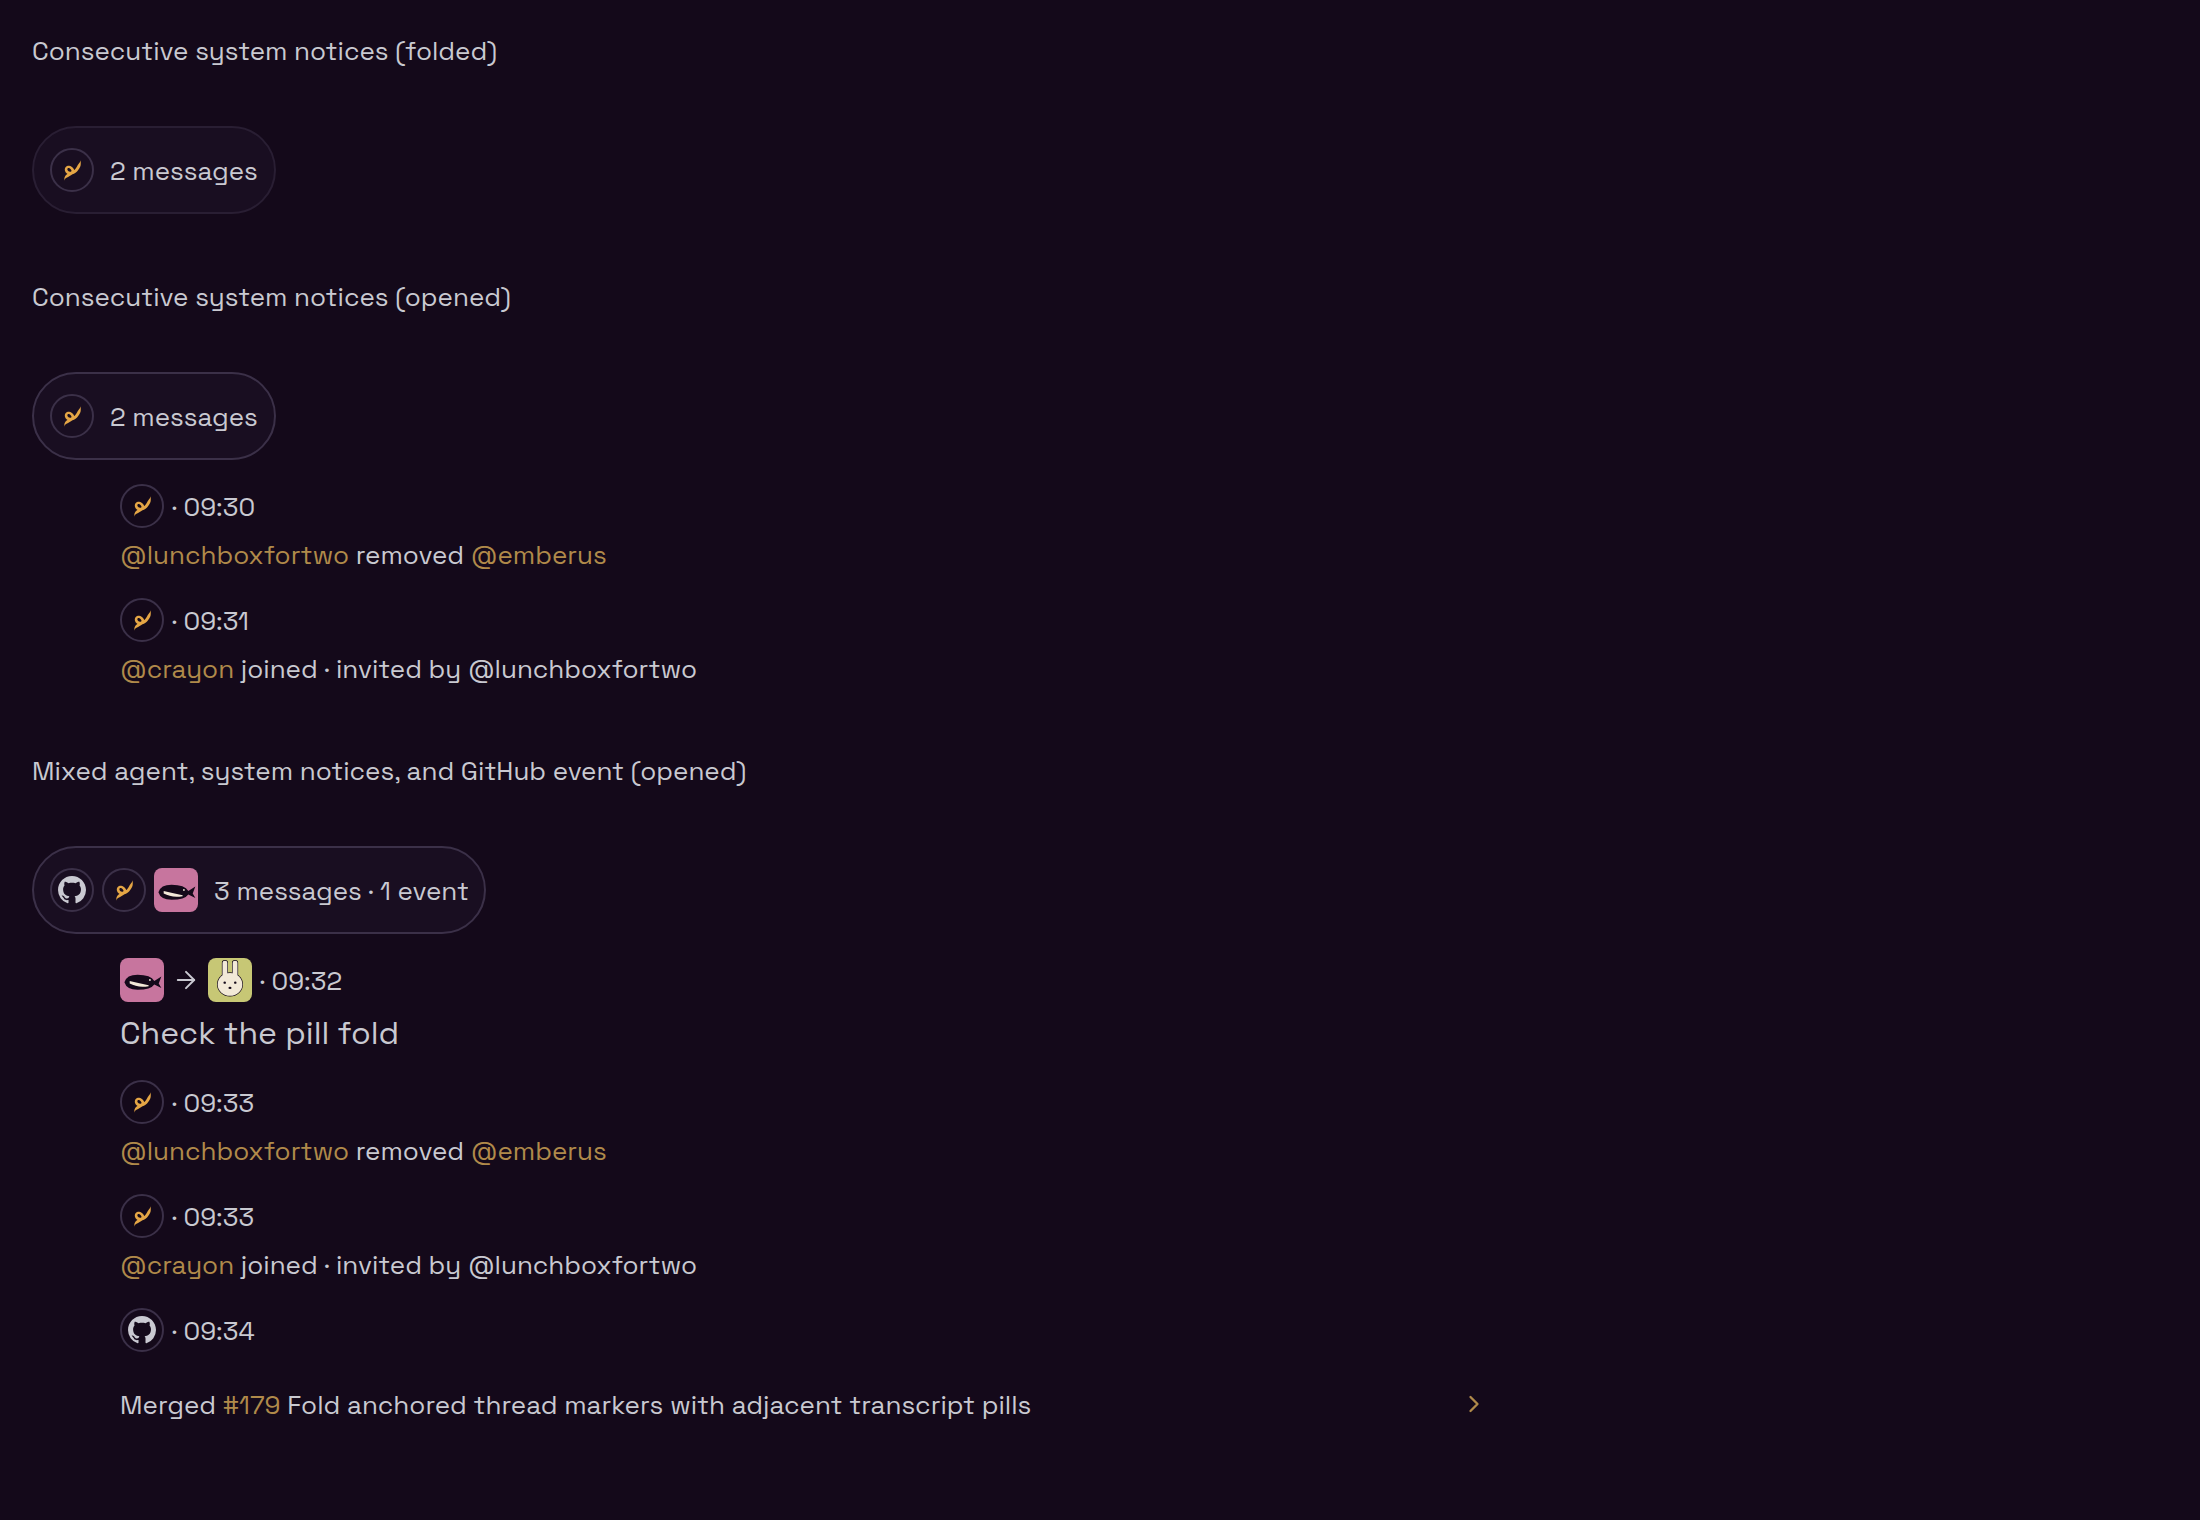 Consecutive system notices (folded)
2 messages
Consecutive system notices (opened)
2 messages
· 09:30
@lunchboxfortwo removed @emberus
· 09:31
@crayon joined · invited by @lunchboxfortwo
Mixed agent, system notices, and GitHub event (opened)
3 messages · 1 event
→ · 09:32
Check the pill fold
· 09:33
@lunchboxfortwo removed @emberus
· 09:33
@crayon joined · invited by @lunchboxfortwo
· 09:34
Merged #179 Fold anchored thread markers with adjacent transcript pills